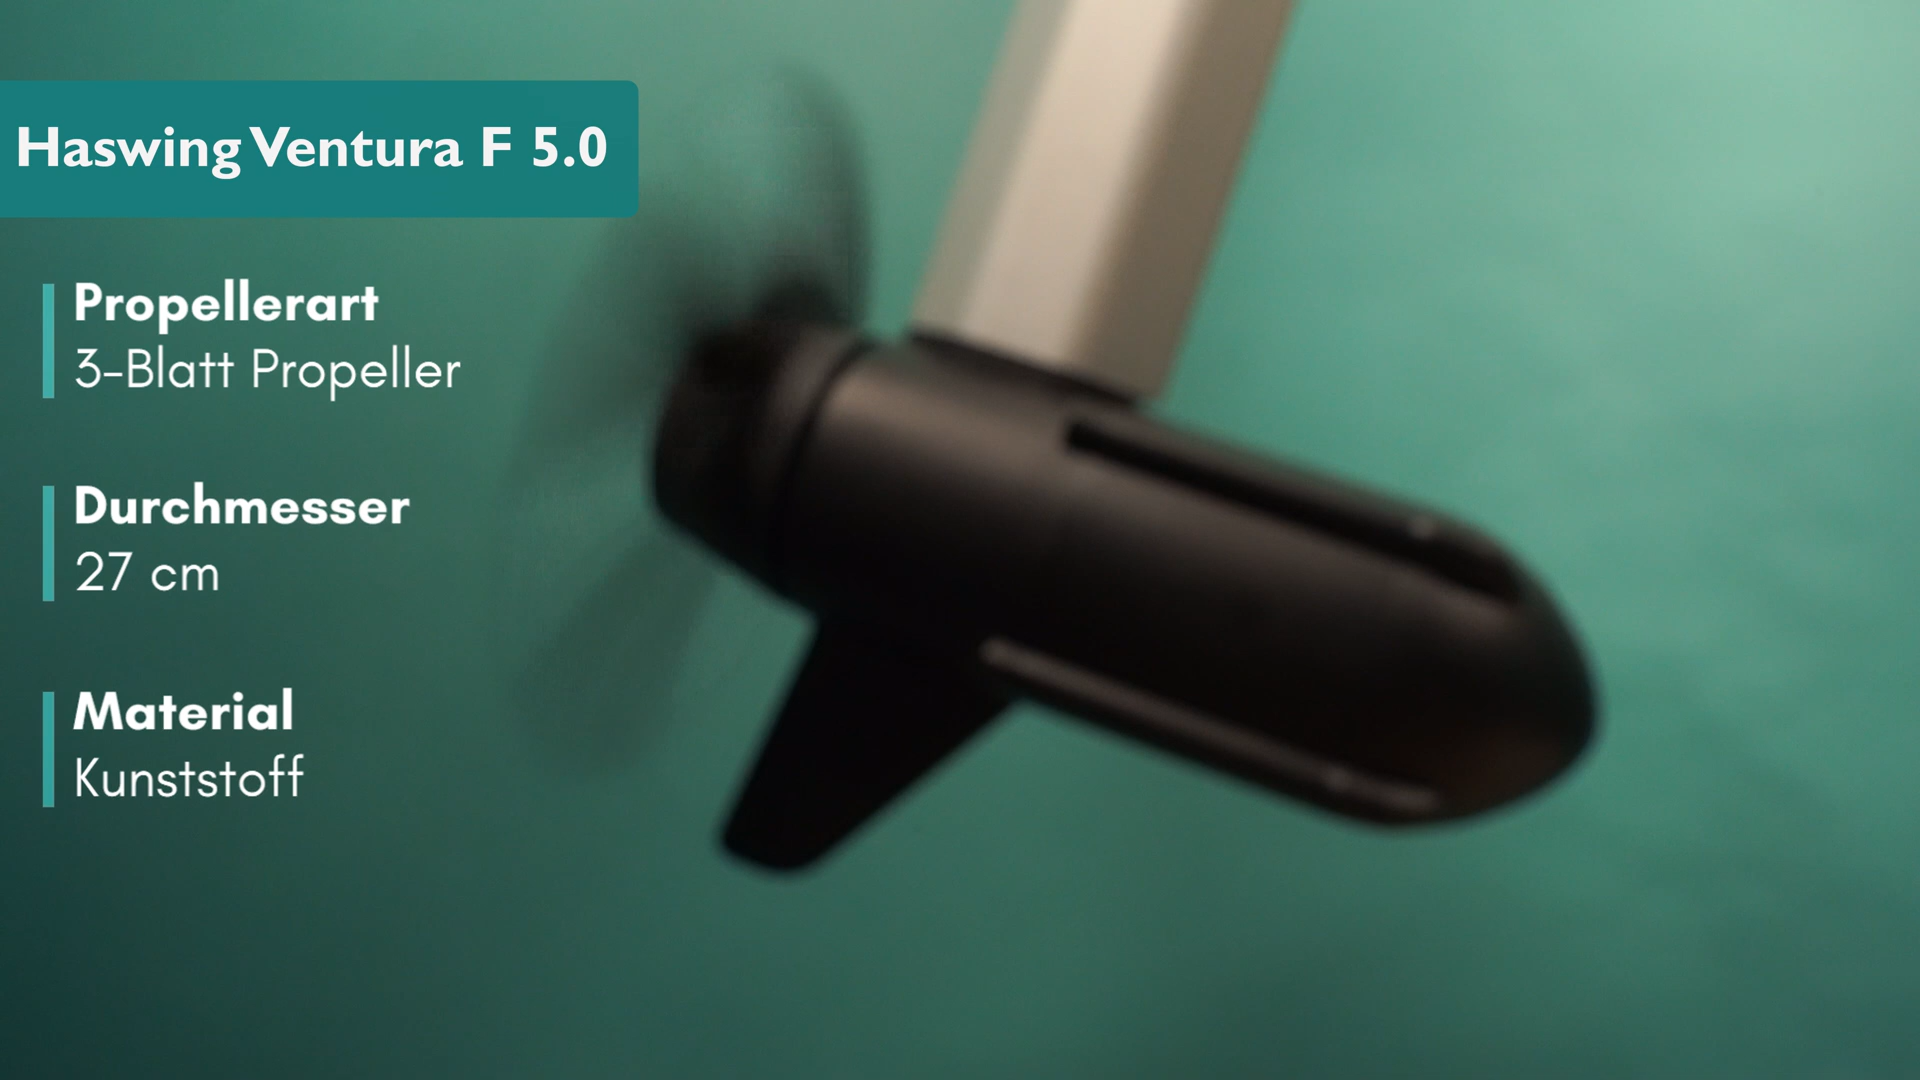 Haswing Ventura F 5.0
Propellerart
3-Blatt Propeller
Durchmesser
27 cm
Material
Kunststoff